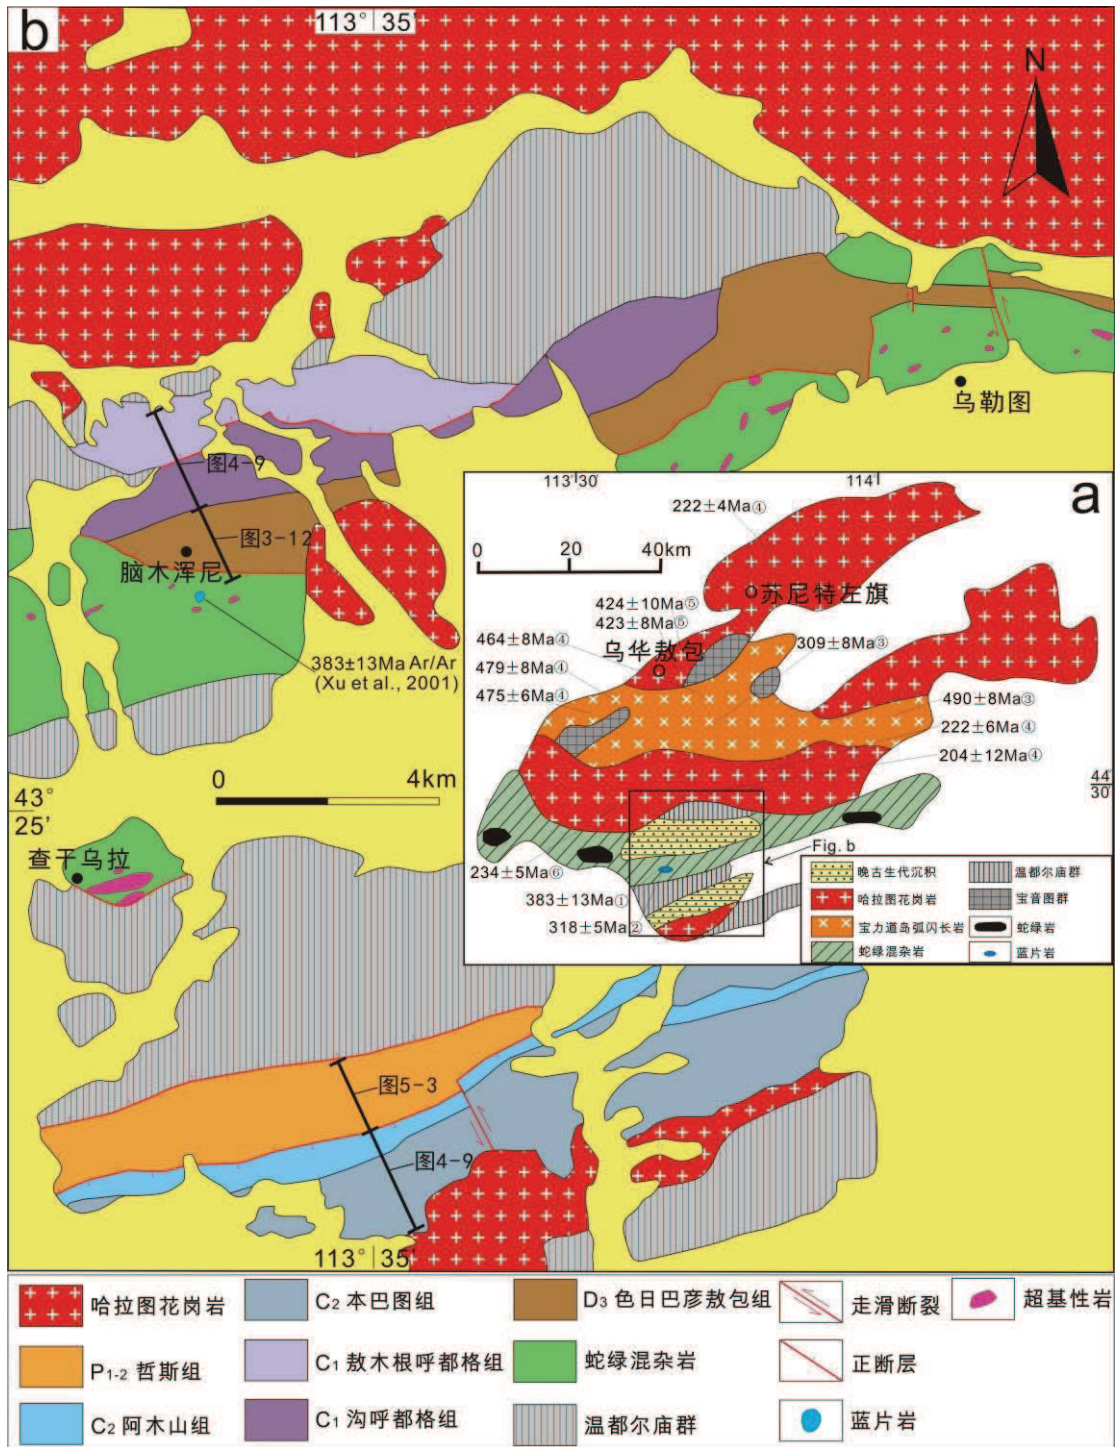 b
113° 35'
N
乌勒图
图4-9
图3-12
脑木浑尼
383±13Ma Ar/Ar
(Xu et al., 2001)
0 4km
43°
25'
查干乌拉
图5-3
图4-9
113° 35'
a
113°30'
114°
0 20 40km
222±4Ma④
苏尼特左旗
424±10Ma⑤
423±8Ma⑤
乌华敖包
464±8Ma④
479±8Ma④
475±6Ma④
309±8Ma③
490±8Ma③
222±6Ma④
204±12Ma④
44°
30'
Fig. b
234±5Ma⑥
383±13Ma①
318±5Ma②
晚古生代沉积
温都尔庙群
哈拉图花岗岩
宝音图群
宝力道岛弧闪长岩
蛇绿岩
蛇绿混杂岩
蓝片岩
哈拉图花岗岩
C2 本巴图组
D3 色日巴彦敖包组
走滑断裂
超基性岩
P1-2 哲斯组
C1 敖木根呼都格组
蛇绿混杂岩
正断层
C2 阿木山组
C1 沟呼都格组
温都尔庙群
蓝片岩